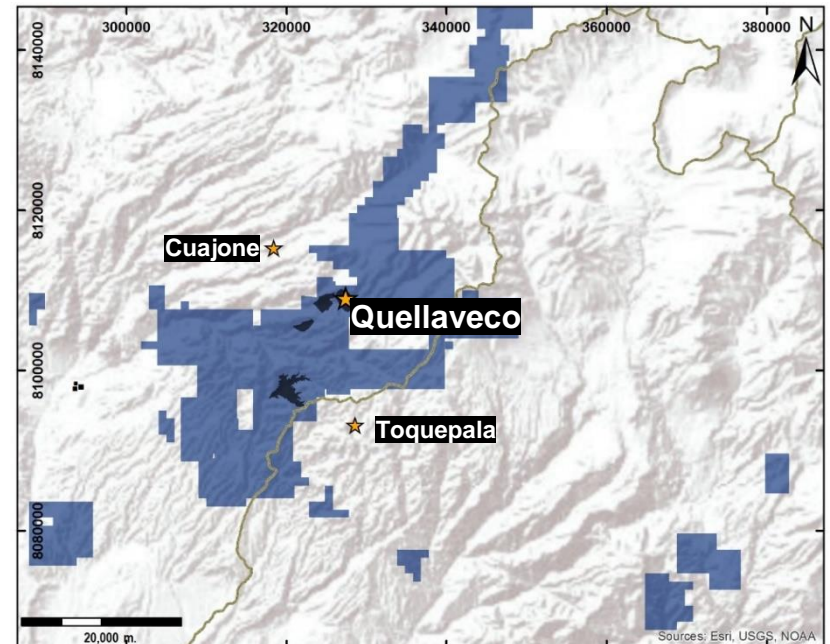 300000
320000
340000
360000
380000
N
8140000
8120000
Cuajone
Quellaveco
8100000
Toquepala
8080000
20,000 m.
Sources: Esri, USGS, NOAA